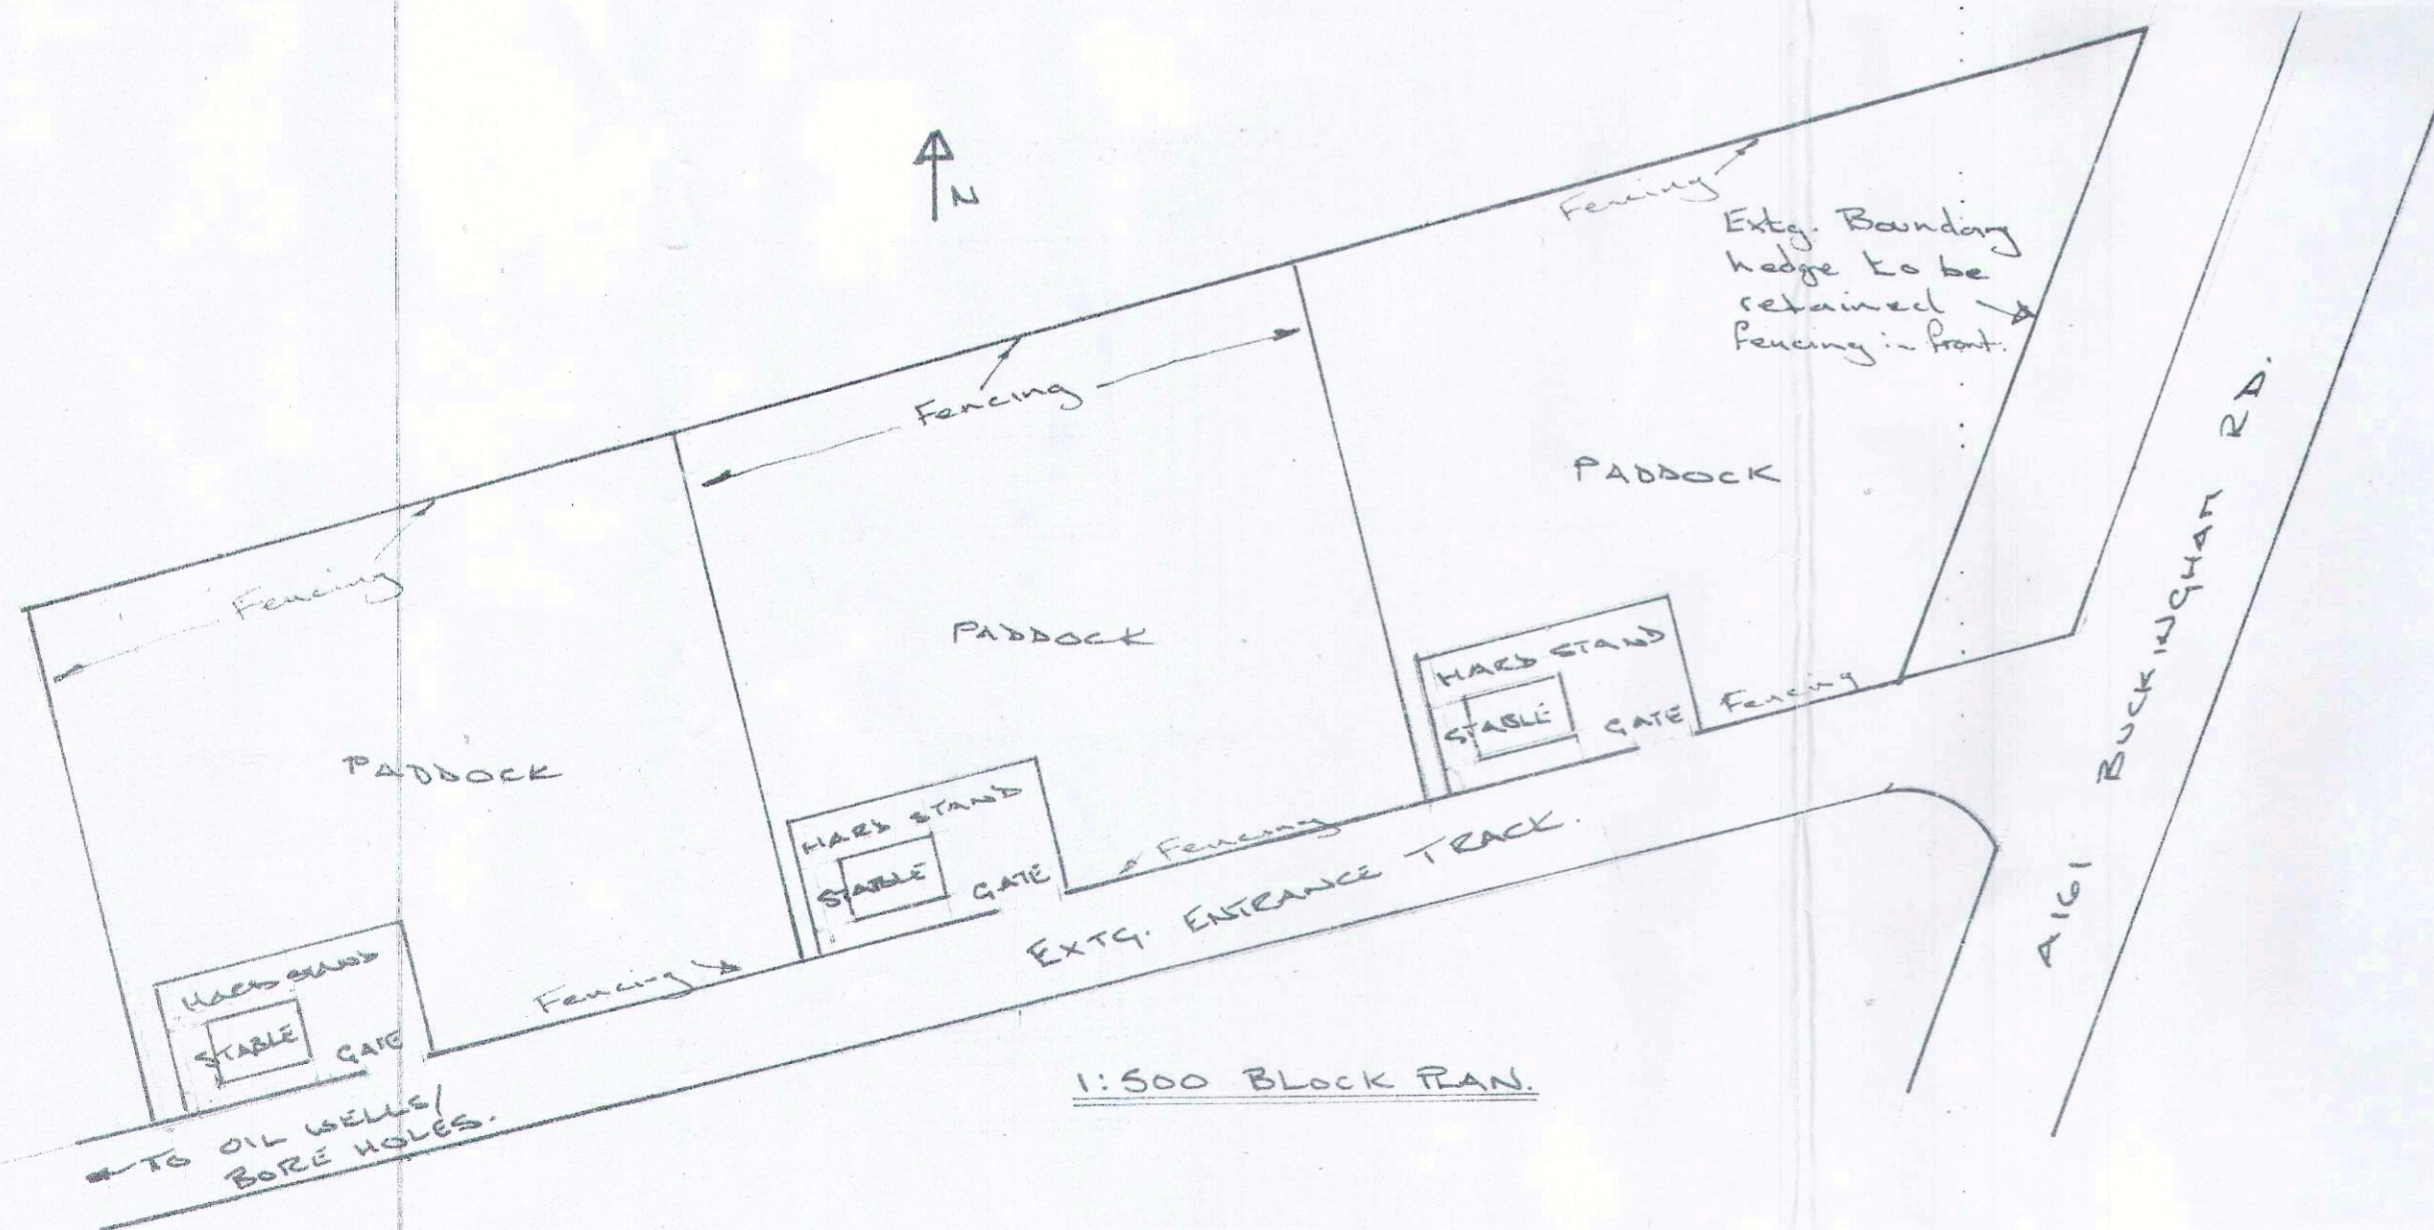 N
Fencing
Extg. Boundary
hedge to be
retained
fencing in front.
Fencing
PADDOCK
A161 BUCKINGHAM RD.
Fencing
PADDOCK
HARD STAND
STABLE
GATE
Fencing
PADDOCK
HARD STAND
STABLE
GATE
Fencing
EXTG. ENTRANCE TRACK.
HARD STAND
STABLE
GATE
Fencing
1:500 BLOCK PLAN.
TO OIL WELLS/
BORE HOLES.